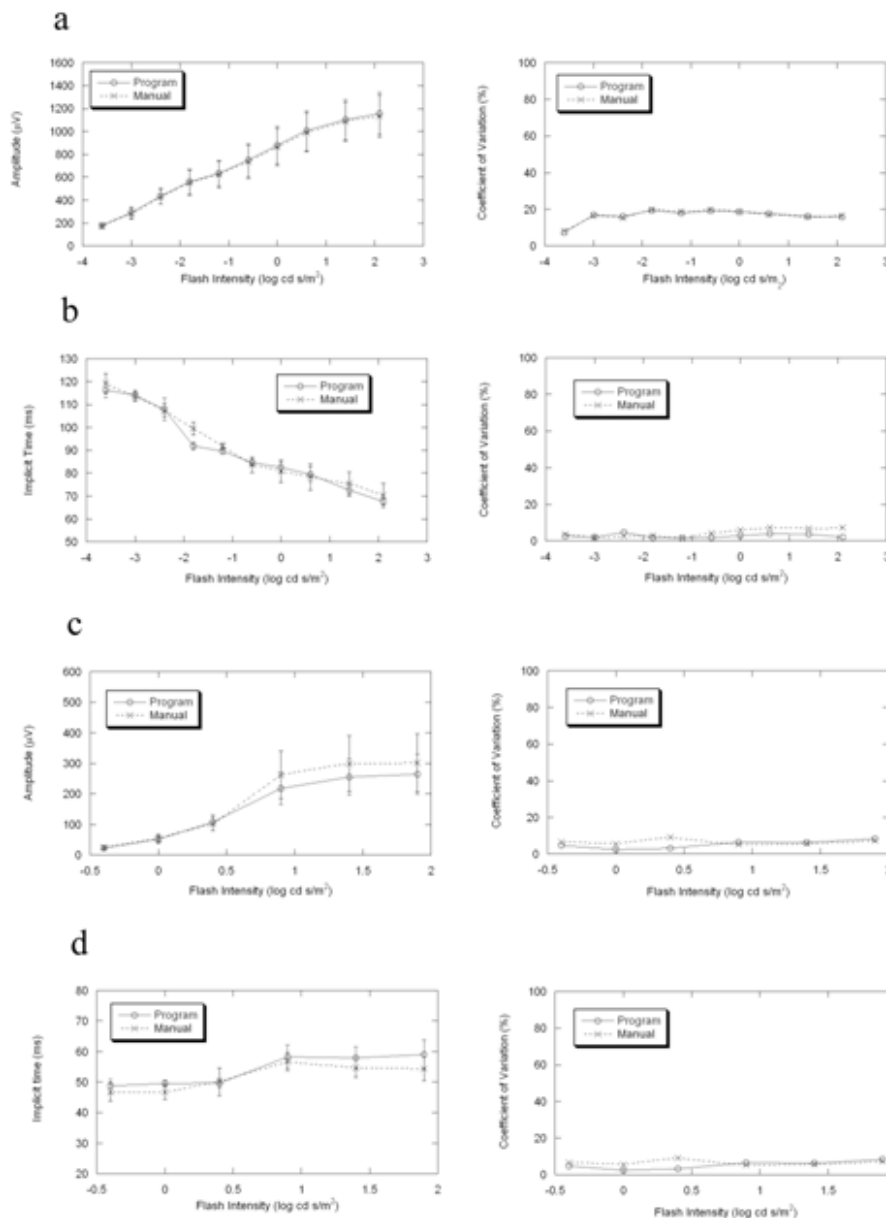 a
1600
1400
1200
1000
800
600
400
200
0
Amplitude (µV)
Program
Manual
-4 -3 -2 -1 0 1 2 3
Flash Intensity (log cd s/m²)
100
80
60
40
20
0
Coefficient of Variation (%)
Program
Manual
-4 -3 -2 -1 0 1 2 3
Flash Intensity (log cd s/m₂)
b
130
120
110
100
90
80
70
60
50
Implicit Time (ms)
Program
Manual
-4 -3 -2 -1 0 1 2 3
Flash Intensity (log cd s/m²)
100
80
60
40
20
0
Coefficient of Variation (%)
Program
Manual
-4 -3 -2 -1 0 1 2 3
Flash Intensity (log cd s/m²)
c
600
500
400
300
200
100
0
Amplitude (µV)
Program
Manual
-0.5 0 0.5 1 1.5 2
Flash Intensity (log cd s/m²)
100
80
60
40
20
0
Coefficient of Variation (%)
Program
Manual
-0.5 0 0.5 1 1.5 2
Flash Intensity (log cd s/m²)
d
80
70
60
50
40
30
20
Implicit time (ms)
Program
Manual
-0.5 0 0.5 1 1.5 2
Flash Intensity (log cd s/m²)
100
80
60
40
20
0
Coefficient of Variation (%)
Program
Manual
-0.5 0 0.5 1 1.5 2
Flash Intensity (log cd s/m²)